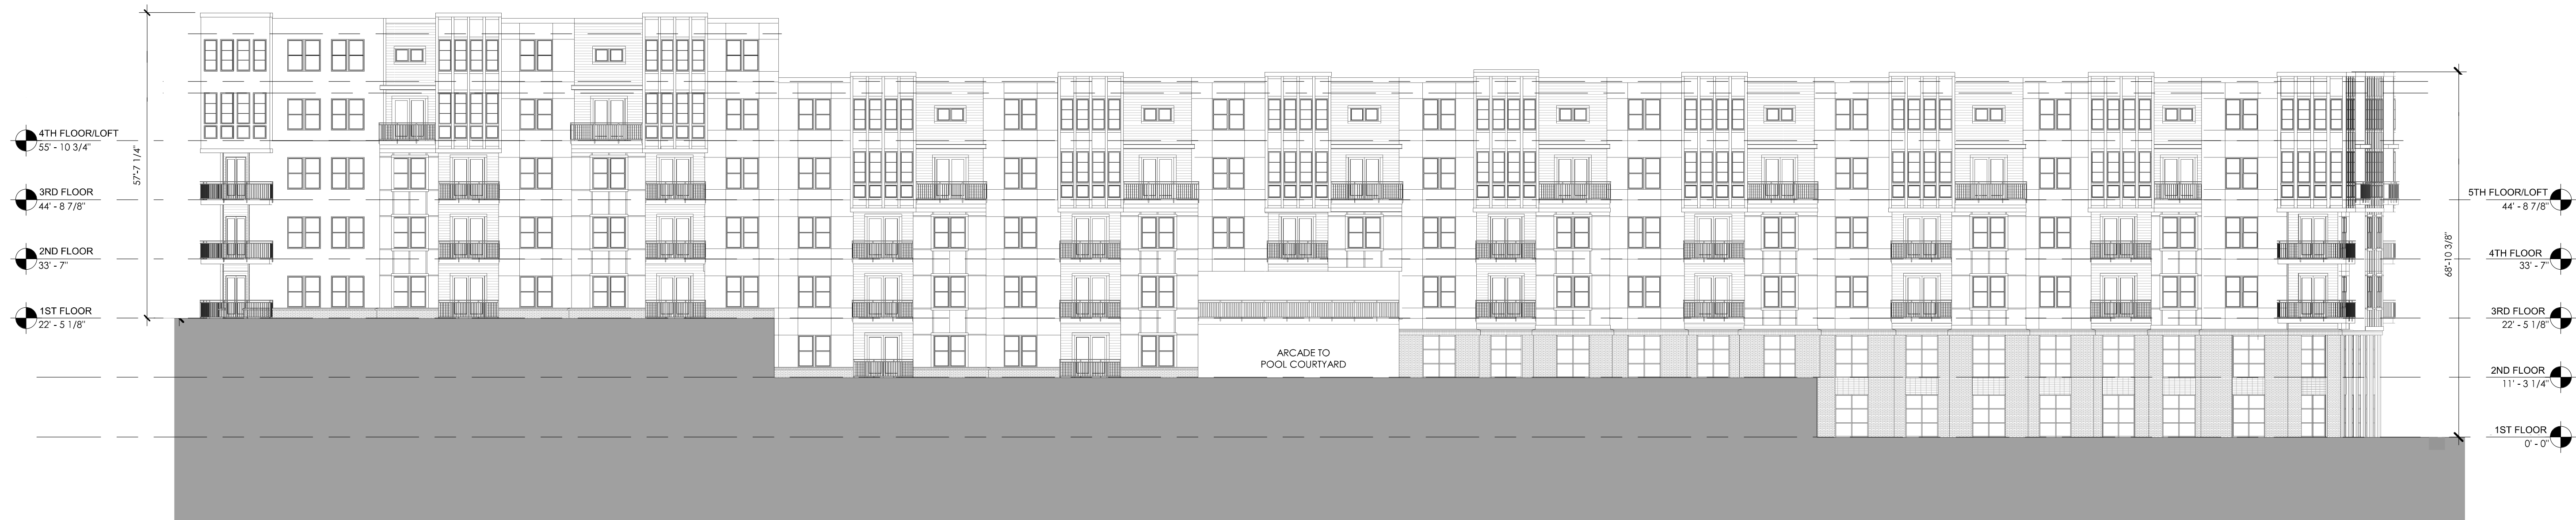 4TH FLOOR/LOFT
55' - 10 3/4"
57'-7 1/4"
3RD FLOOR
44' - 8 7/8"
2ND FLOOR
33' - 7"
1ST FLOOR
22' - 5 1/8"
ARCADE TO
POOL COURTYARD
5TH FLOOR/LOFT
44' - 8 7/8"
68'-10 3/8"
4TH FLOOR
33' - 7"
3RD FLOOR
22' - 5 1/8"
2ND FLOOR
11' - 3 1/4"
1ST FLOOR
0' - 0"